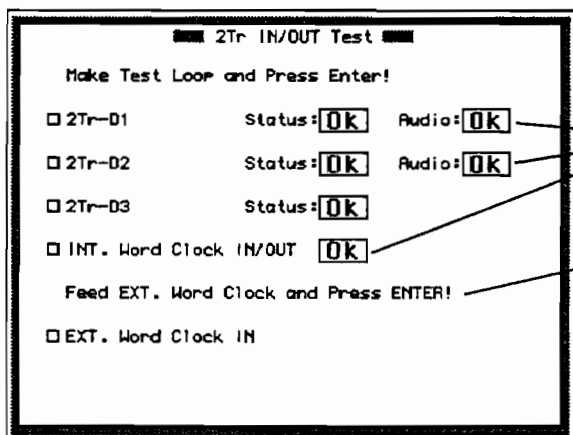 2Tr IN/OUT Test
Make Test Loop and Press Enter!
2Tr-D1 Status: Ok Audio: Ok
2Tr-D2 Status: Ok Audio: Ok
2Tr-D3 Status: Ok
INT. Word Clock IN/OUT Ok
Feed EXT. Word Clock and Press ENTER!
EXT. Word Clock IN